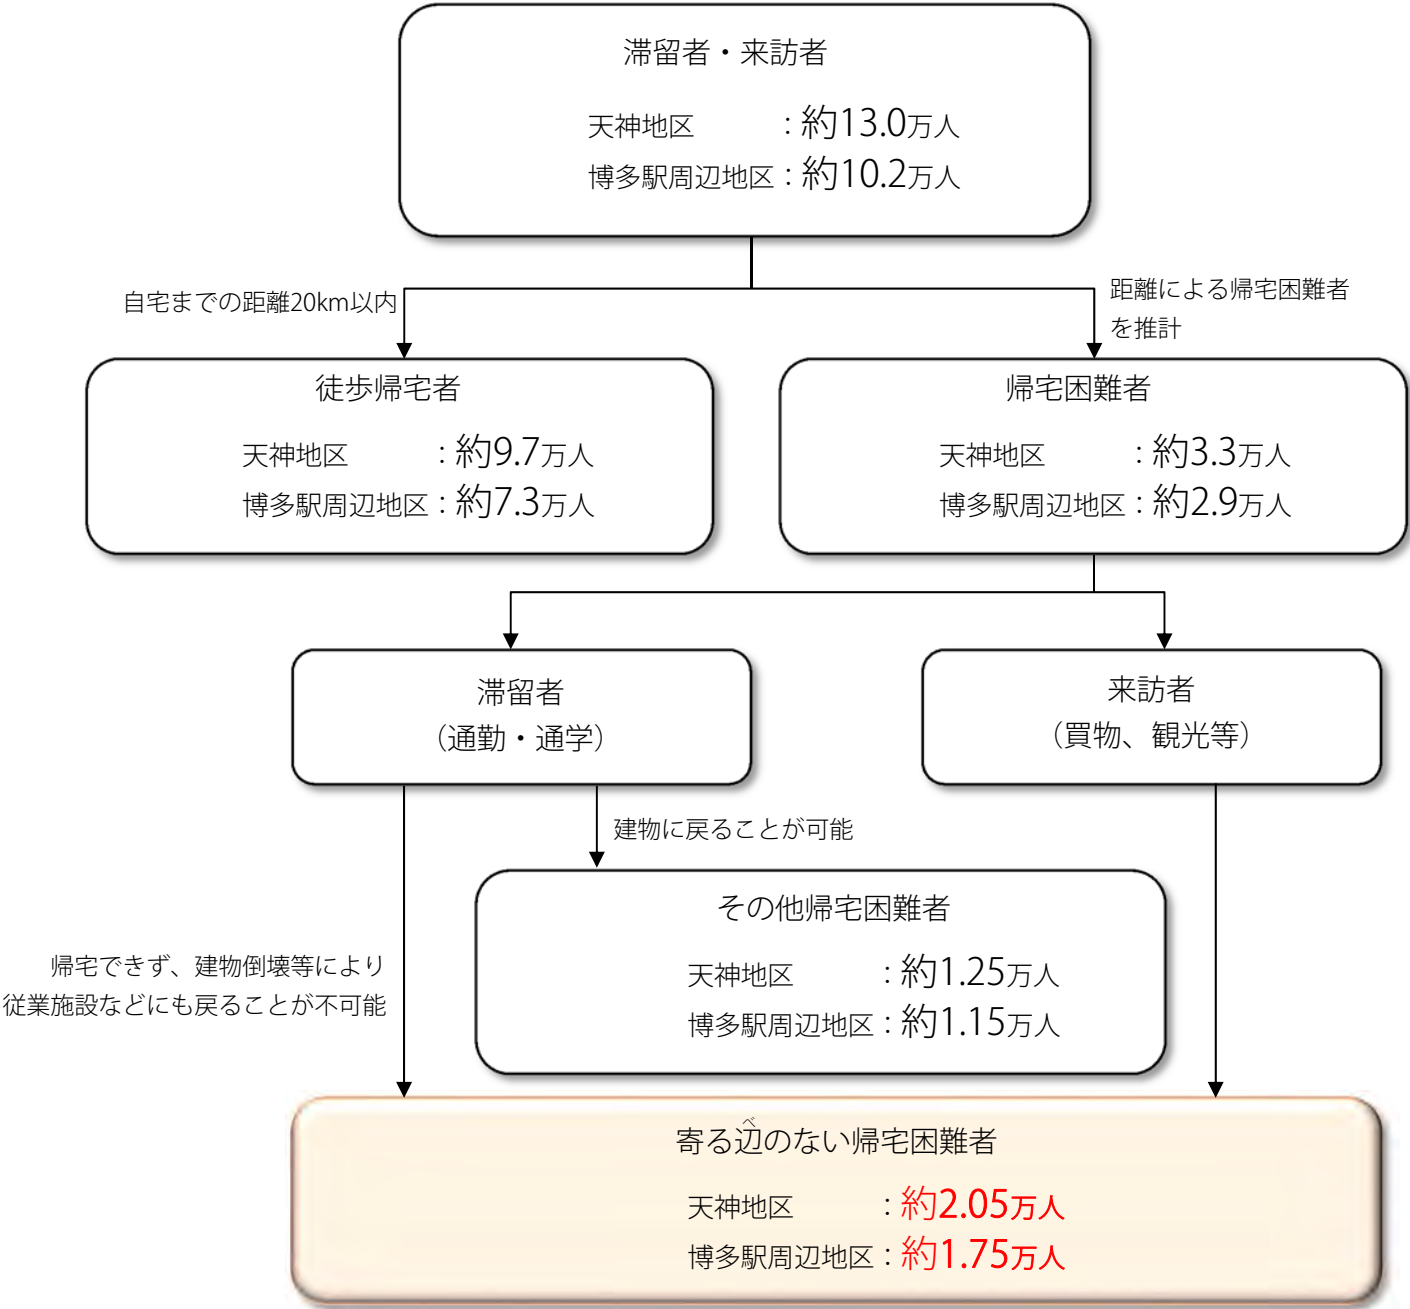 滞留者・来訪者
天神地区 : 約13.0万人
博多駅周辺地区:約10.2万人
自宅までの距離20km以内
距離による帰宅困難者
を推計
徒歩帰宅者
天神地区 : 約9.7万人
博多駅周辺地区:約7.3万人
帰宅困難者
天神地区 : 約3.3万人
博多駅周辺地区:約2.9万人
滞留者
（通勤・通学）
来訪者
（買物、観光等）
建物に戻ることが可能
その他帰宅困難者
天神地区 : 約1.25万人
博多駅周辺地区:約1.15万人
帰宅できず、建物倒壊等により
従業施設などにも戻ることが不可能
べ
寄る辺のない帰宅困難者
天神地区 : 約2.05万人
博多駅周辺地区:約1.75万人